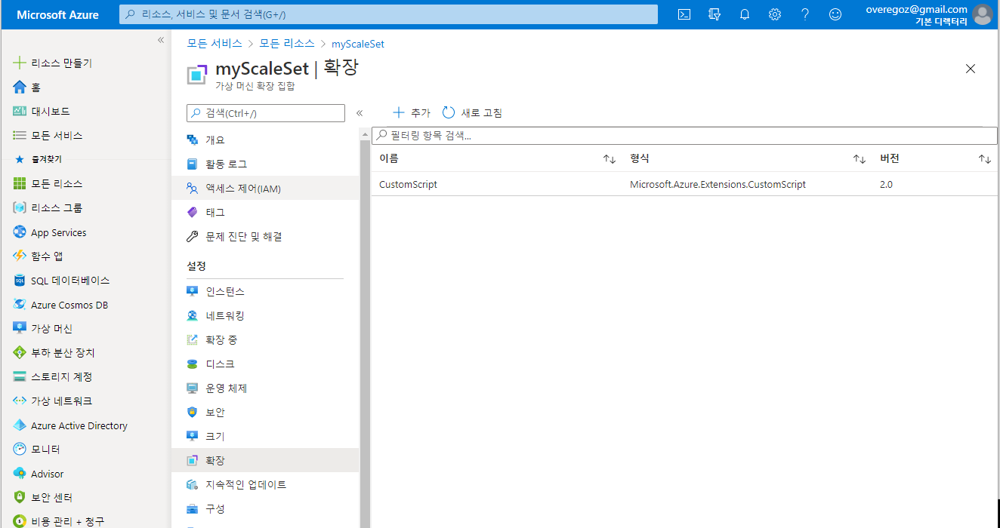 Microsoft Azure
리소스, 서비스 및 문서 검색(G+/)
overegoz@gmail.com
기본 디렉터리
«
리소스 만들기
홈
대시보드
모든 서비스
즐겨찾기
모든 리소스
리소스 그룹
App Services
함수 앱
SQL 데이터베이스
Azure Cosmos DB
가상 머신
부하 분산 장치
스토리지 계정
가상 네트워크
Azure Active Directory
모니터
Advisor
보안 센터
비용 관리 + 청구
모든 서비스 > 모든 리소스 > myScaleSet
myScaleSet | 확장
가상 머신 확장 집합
검색(Ctrl+/)
«
개요
활동 로그
액세스 제어(IAM)
태그
문제 진단 및 해결
설정
인스턴스
네트워킹
확장 중
디스크
운영 체제
보안
크기
확장
지속적인 업데이트
구성
추가 새로 고침
필터링 항목 검색...
이름 형식 버전
CustomScript Microsoft.Azure.Extensions.CustomScript 2.0